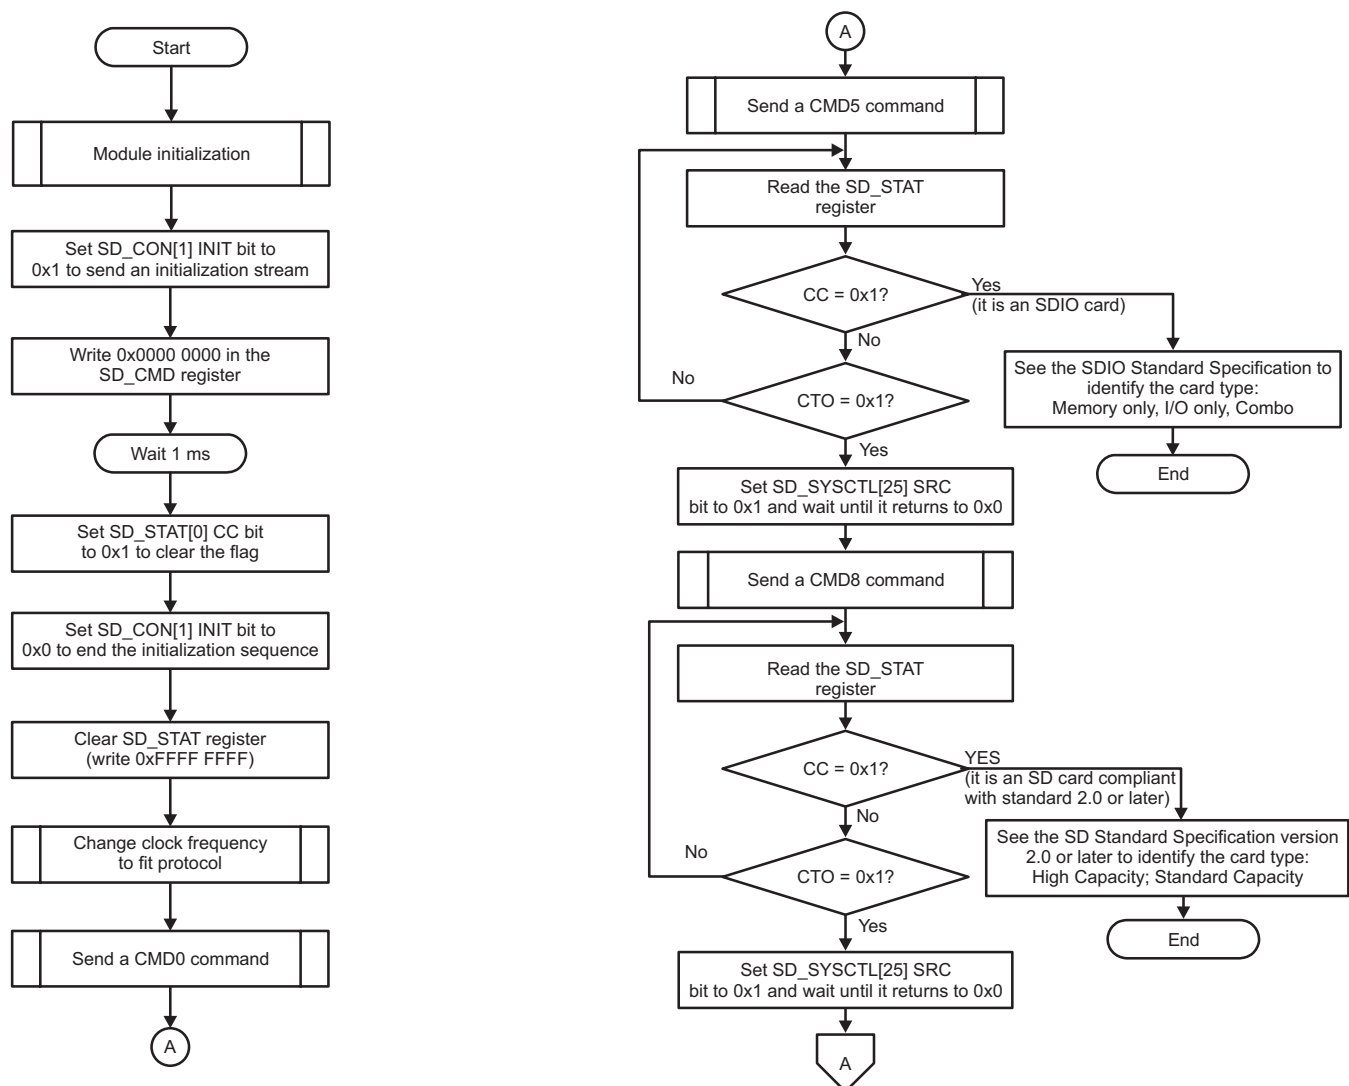 Start
Module initialization
Set SD_CON[1] INIT bit to
0x1 to send an initialization stream
Write 0x0000 0000 in the
SD_CMD register
Wait 1 ms
Set SD_STAT[0] CC bit
to 0x1 to clear the flag
Set SD_CON[1] INIT bit to
0x0 to end the initialization sequence
Clear SD_STAT register
(write 0xFFFF FFFF)
Change clock frequency
to fit protocol
Send a CMD0 command
A
A
Send a CMD5 command
Read the SD_STAT
register
CC = 0x1?
Yes
(it is an SDIO card)
No
See the SDIO Standard Specification to
identify the card type:
Memory only, I/O only, Combo
End
No
CTO = 0x1?
Yes
Set SD_SYSCTL[25] SRC
bit to 0x1 and wait until it returns to 0x0
Send a CMD8 command
Read the SD_STAT
register
CC = 0x1?
YES
(it is an SD card compliant
with standard 2.0 or later)
No
See the SD Standard Specification version
2.0 or later to identify the card type:
High Capacity; Standard Capacity
End
No
CTO = 0x1?
Yes
Set SD_SYSCTL[25] SRC
bit to 0x1 and wait until it returns to 0x0
A